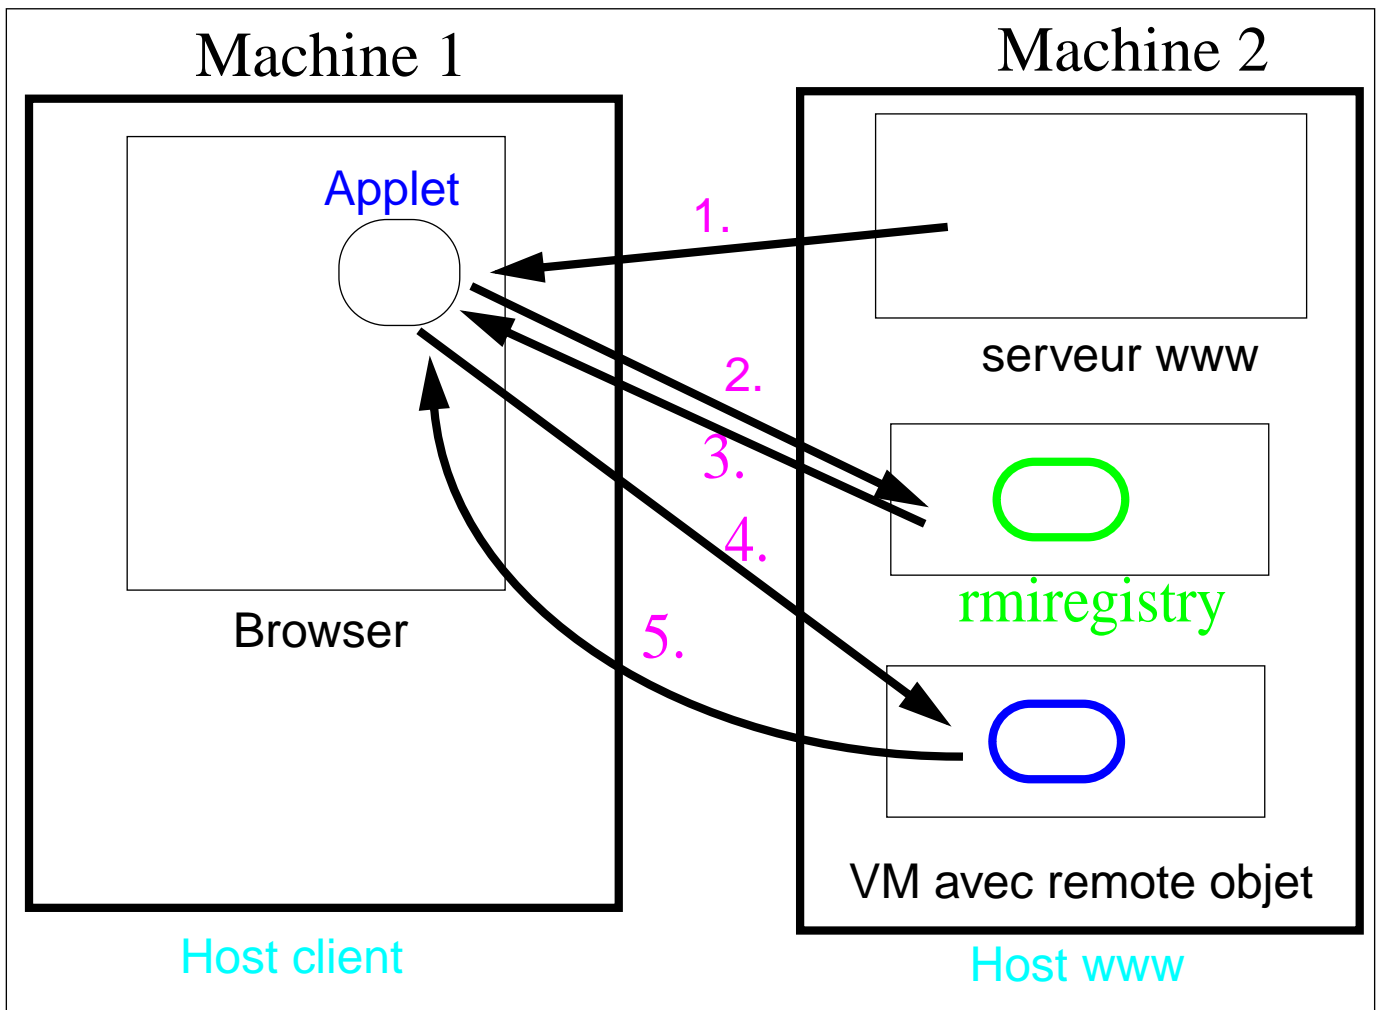 Machine 1
Machine 2
Applet
1.
serveur www
2.
3.
4.
rmiregistry
Browser
5.
VM avec remote objet
Host client
Host www